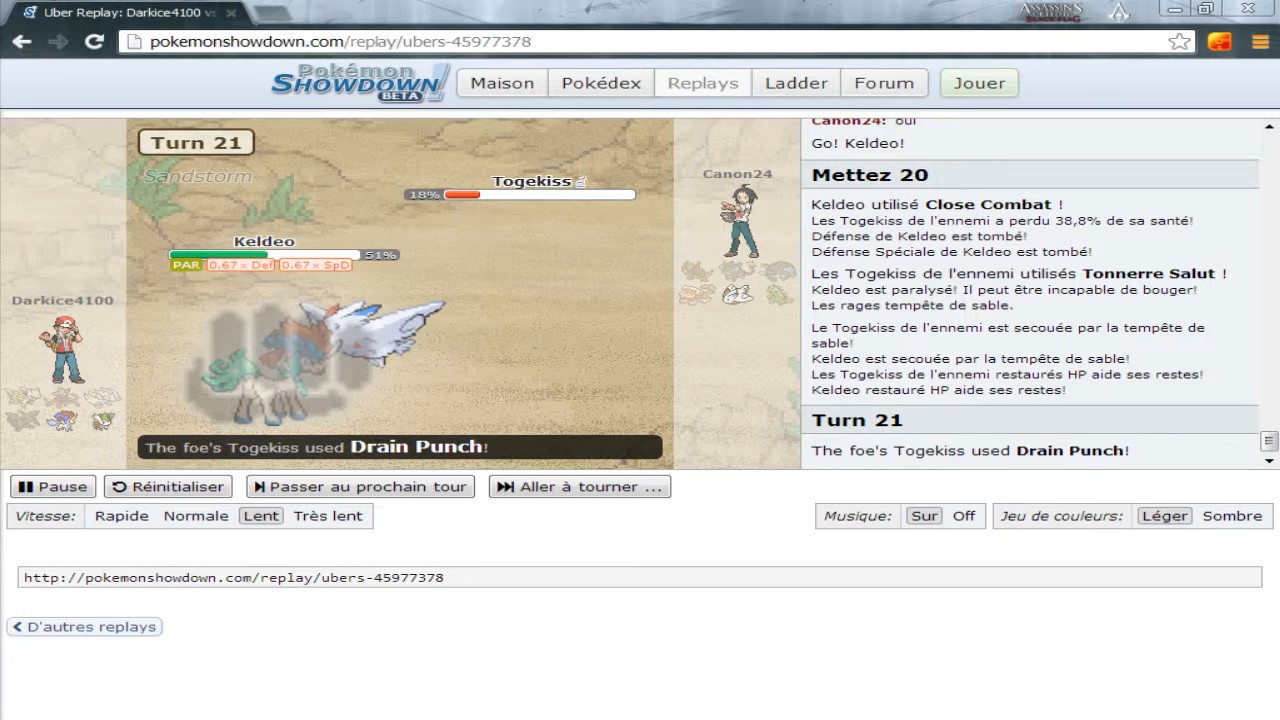 Uber Replay: Darkice4100 vs
ASSASSIN'S
BLACK FLAG
pokemonshowdown.com/replay/ubers-45977378
Pokémon
SHOWDOWN!
BETA
Maison
Pokédex
Replays
Ladder
Forum
Jouer
Turn 21
Sandstorm
Togekiss
18%
Keldeo
51%
PAR 0.67× Def 0.67× SpD
Darkice4100
Canon24
The foe's Togekiss used Drain Punch!
Canon24: oui
Go! Keldeo!
Mettez 20
Keldeo utilisé Close Combat !
Les Togekiss de l'ennemi a perdu 38,8% de sa santé!
Défense de Keldeo est tombé!
Défense Spéciale de Keldeo est tombé!
Les Togekiss de l'ennemi utilisés Tonnerre Salut !
Keldeo est paralysé! Il peut être incapable de bouger!
Les rages tempête de sable.
Le Togekiss de l'ennemi est secouée par la tempête de
sable!
Keldeo est secouée par la tempête de sable!
Les Togekiss de l'ennemi restaurés HP aide ses restes!
Keldeo restauré HP aide ses restes!
Turn 21
The foe's Togekiss used Drain Punch!
Pause
Réinitialiser
Passer au prochain tour
Aller à tourner ...
Vitesse: Rapide Normale Lent Très lent
Musique: Sur Off
Jeu de couleurs: Léger Sombre
http://pokemonshowdown.com/replay/ubers-45977378
D'autres replays